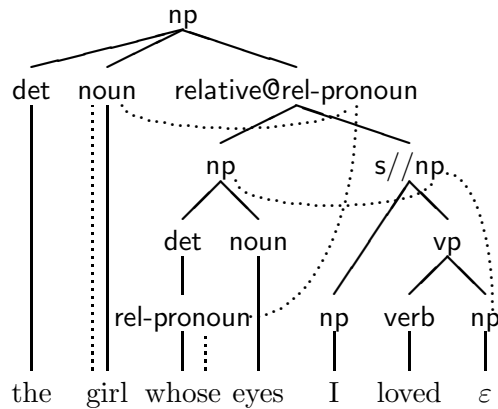 np
det noun relative@rel-pronoun
np s//np
det noun vp
rel-pronoun np verb np
the girl whose eyes I loved ε